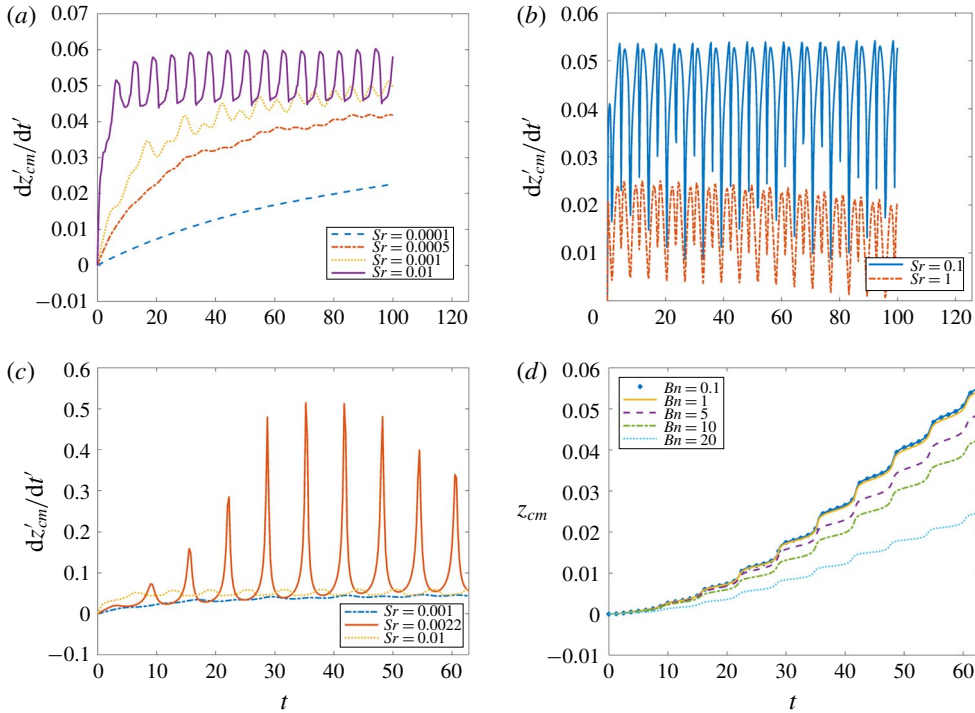 (a)
0.07
0.06
0.05
0.04
0.03
0.02
0.01
0
−0.01
dz′cm/dt′
0 20 40 60 80 100 120
Sr = 0.0001
Sr = 0.0005
Sr = 0.001
Sr = 0.01
(b)
0.06
0.05
0.04
0.03
0.02
0.01
dz′cm/dt′
0 20 40 60 80 100 120
Sr = 0.1
Sr = 1
(c)
0.6
0.5
0.4
0.3
0.2
0.1
0
−0.1
dz′cm/dt′
0 10 20 30 40 50 60
t
Sr = 0.001
Sr = 0.0022
Sr = 0.01
(d)
0.06
0.05
0.04
0.03
0.02
0.01
0
−0.01
zcm
0 10 20 30 40 50 60
t
Bn = 0.1
Bn = 1
Bn = 5
Bn = 10
Bn = 20